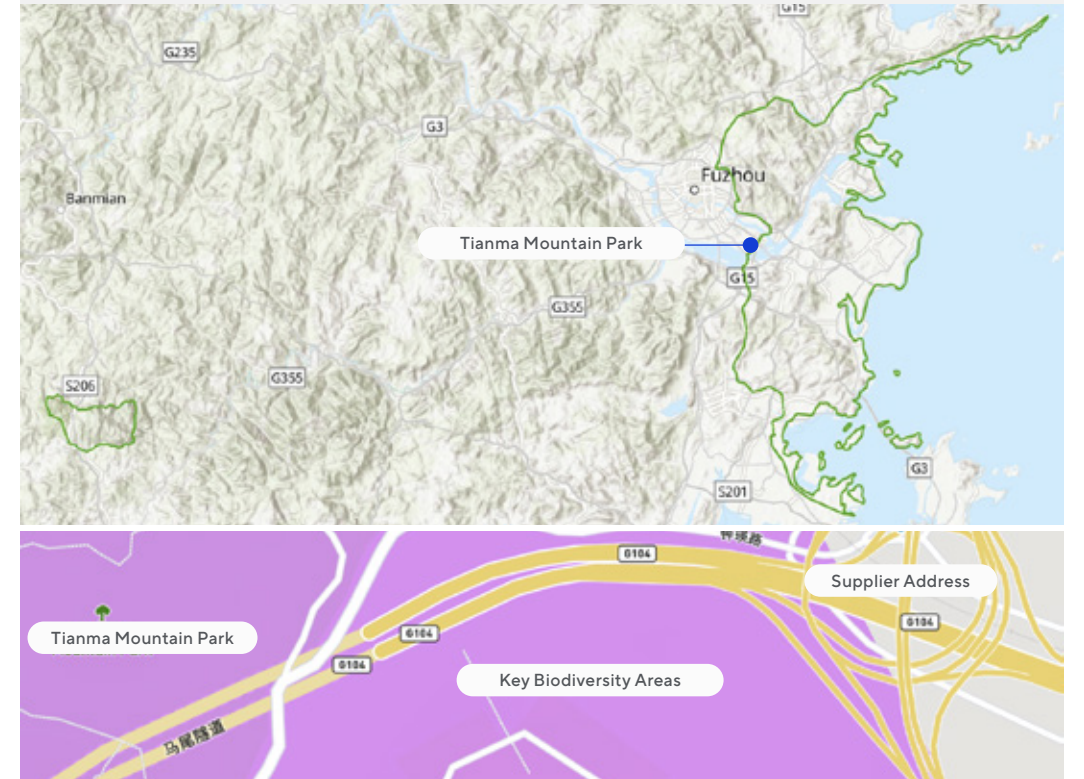 G15
G235
G3
Fuzhou
Banmian
Tianma Mountain Park
G15
G355
G355
S206
G3
S201
G104
Supplier Address
G104
Tianma Mountain Park
G104
G104
Key Biodiversity Areas
马尾隧道